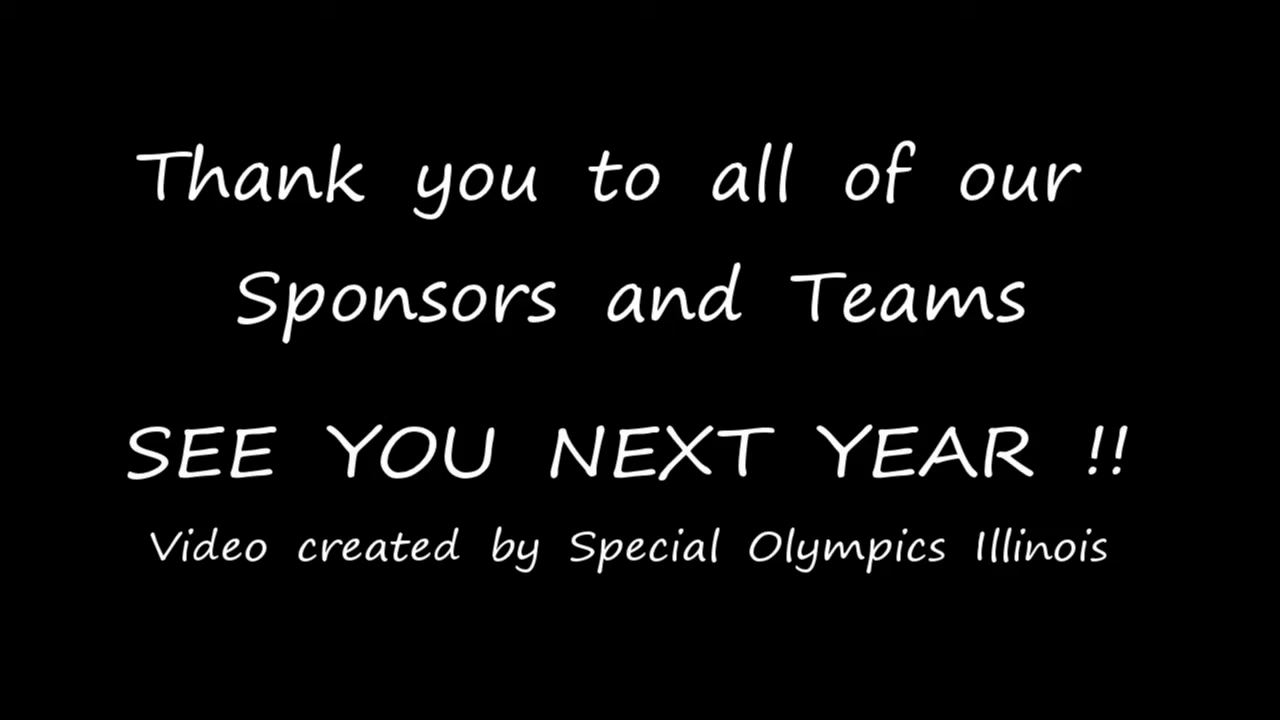 Thank you to all of our
Sponsors and Teams
SEE YOU NEXT YEAR !!
Video created by Special Olympics Illinois